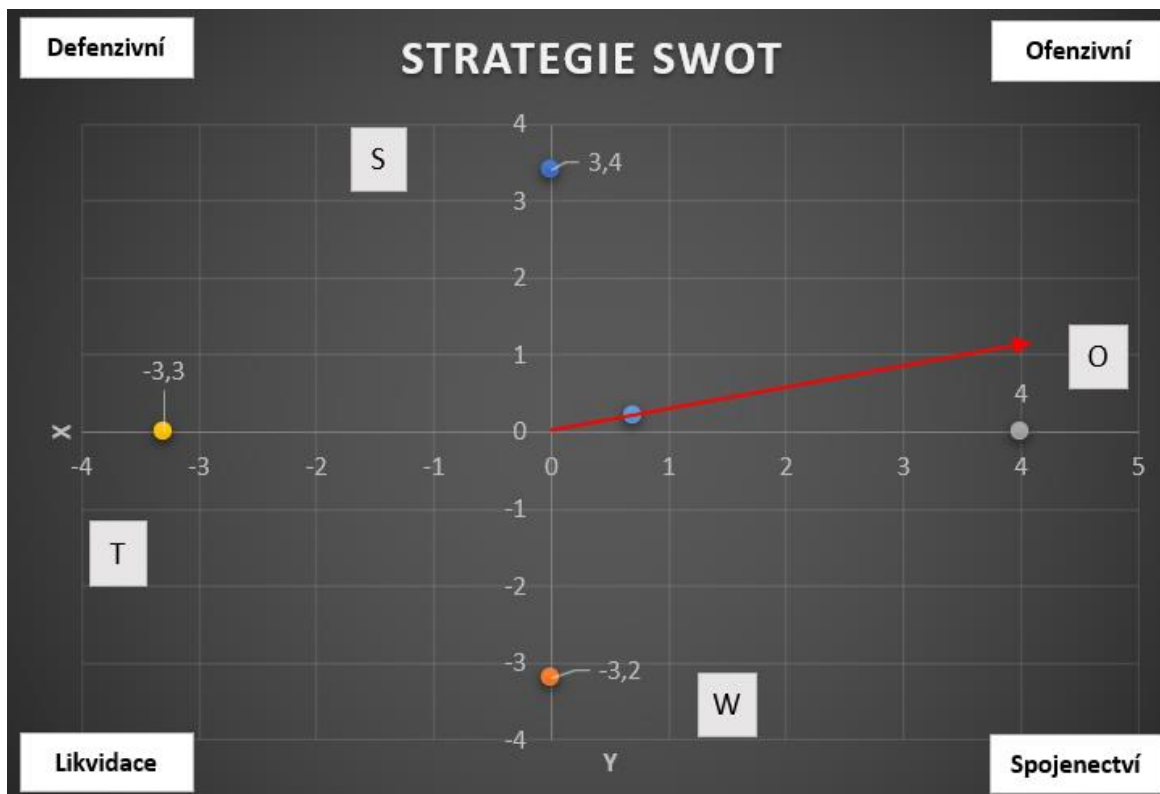 Defenzivní
STRATEGIE SWOT
Ofenzivní
4
S
3,4
3
2
1
O
-3,3
4
X
0
-4 -3 -2 -1 0 1 2 3 4 5
-1
T
-2
-3
-3,2
W
-4
Likvidace
Y
Spojenectví